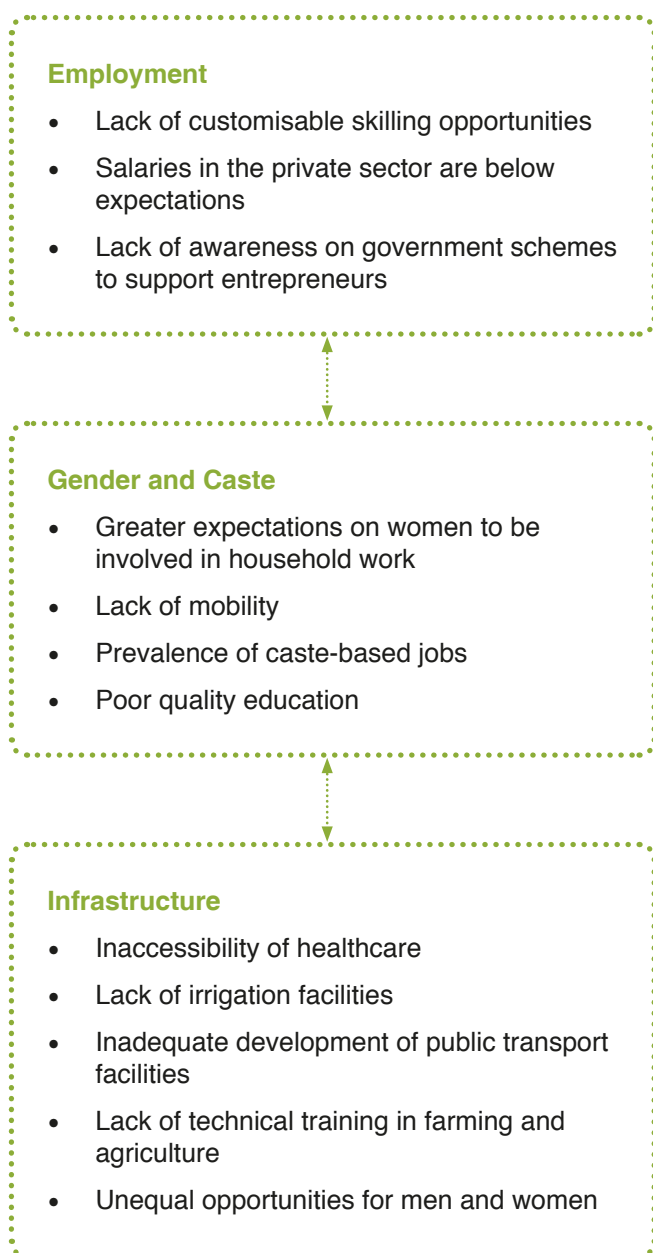 Employment
• Lack of customisable skilling opportunities
• Salaries in the private sector are below
expectations
• Lack of awareness on government schemes
to support entrepreneurs
Gender and Caste
• Greater expectations on women to be
involved in household work
• Lack of mobility
• Prevalence of caste-based jobs
• Poor quality education
Infrastructure
• Inaccessibility of healthcare
• Lack of irrigation facilities
• Inadequate development of public transport
facilities
• Lack of technical training in farming and
agriculture
• Unequal opportunities for men and women